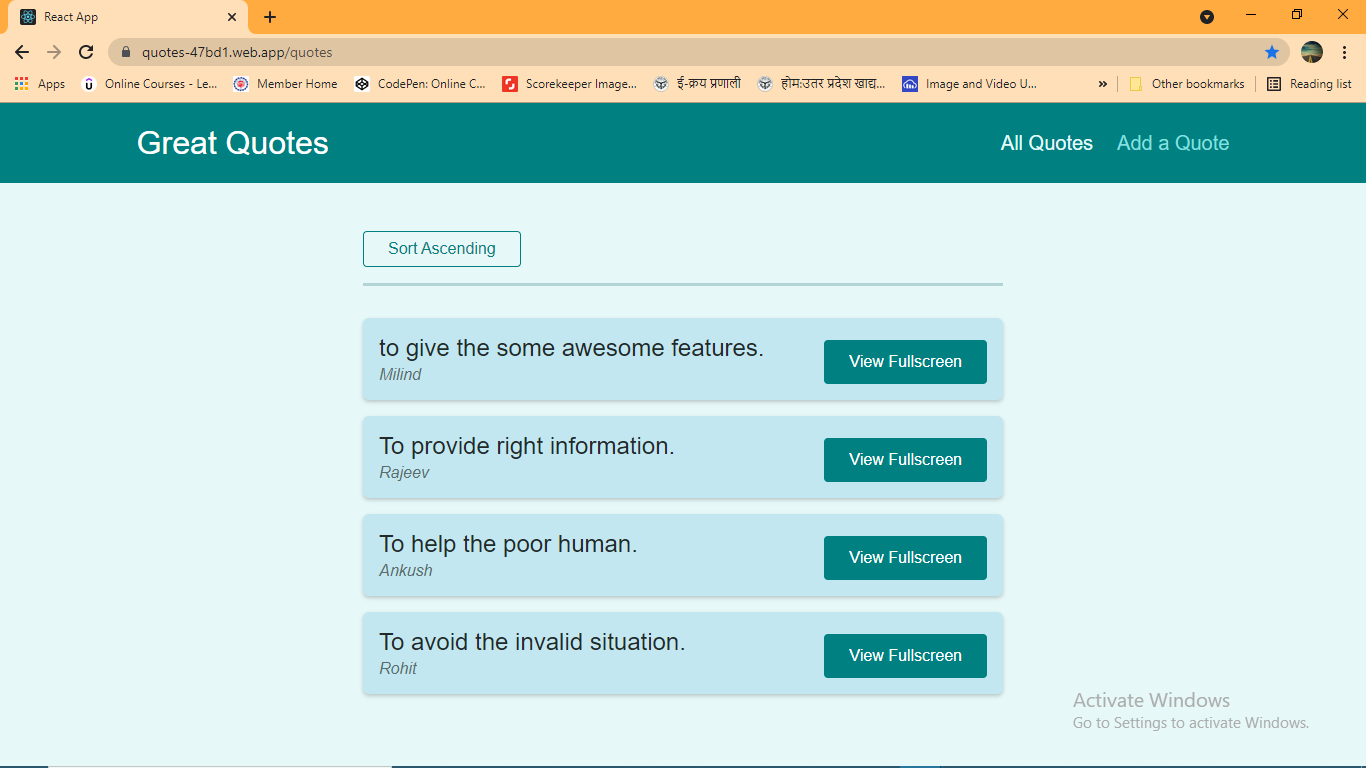 React App
quotes-47bd1.web.app/quotes
Apps
Online Courses - Le...
Member Home
CodePen: Online C...
Scorekeeper Image...
ई-क्रय प्रणाली
होम:उतर प्रदेश खाद्य...
Image and Video U...
»
Other bookmarks
Reading list
Great Quotes
All Quotes
Add a Quote
Sort Ascending
to give the some awesome features.
Milind
View Fullscreen
To provide right information.
Rajeev
View Fullscreen
To help the poor human.
Ankush
View Fullscreen
To avoid the invalid situation.
Rohit
View Fullscreen
Activate Windows
Go to Settings to activate Windows.